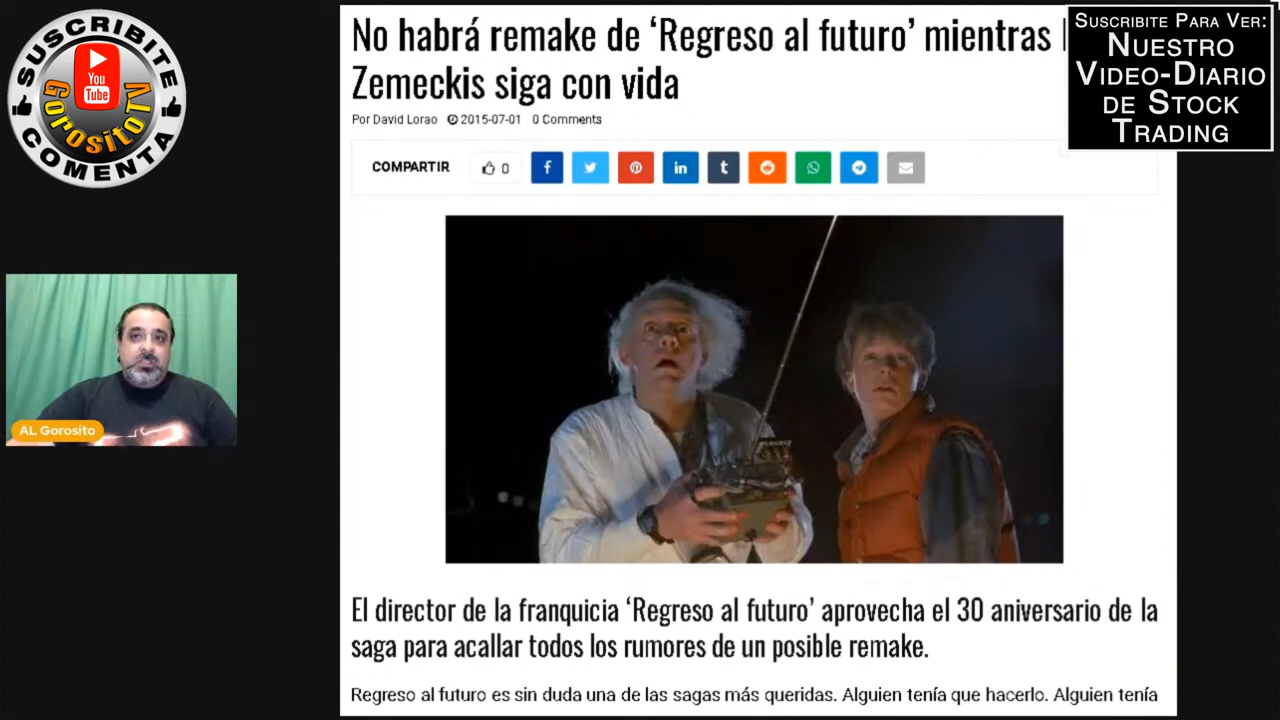 SUSCRIBITE
You
Tube
GorositoTV
COMENTA
No habrá remake de ‘Regreso al futuro’ mientras
Zemeckis siga con vida
Por David Lorao 2015-07-01 0 Comments
COMPARTIR 0
Suscribite Para Ver:
Nuestro
Video-Diario
de Stock
Trading
AL Gorosito
El director de la franquicia ‘Regreso al futuro’ aprovecha el 30 aniversario de la
saga para acallar todos los rumores de un posible remake.
Regreso al futuro es sin duda una de las sagas más queridas. Alguien tenía que hacerlo. Alguien tenía